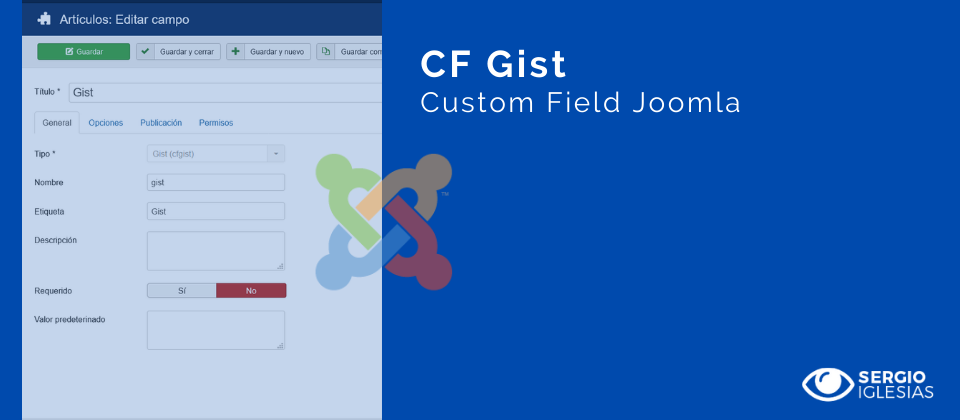 Artículos: Editar campo
Guardar
Guardar y cerrar
Guardar y nuevo
Guardar com
Título *
Gist
General
Opciones
Publicación
Permisos
Tipo *
Gist (cfgist)
Nombre
gist
Etiqueta
Gist
Descripción
Requerido
Sí
No
Valor predeterminado
CF Gist
Custom Field Joomla
TM
SERGIO
IGLESIAS